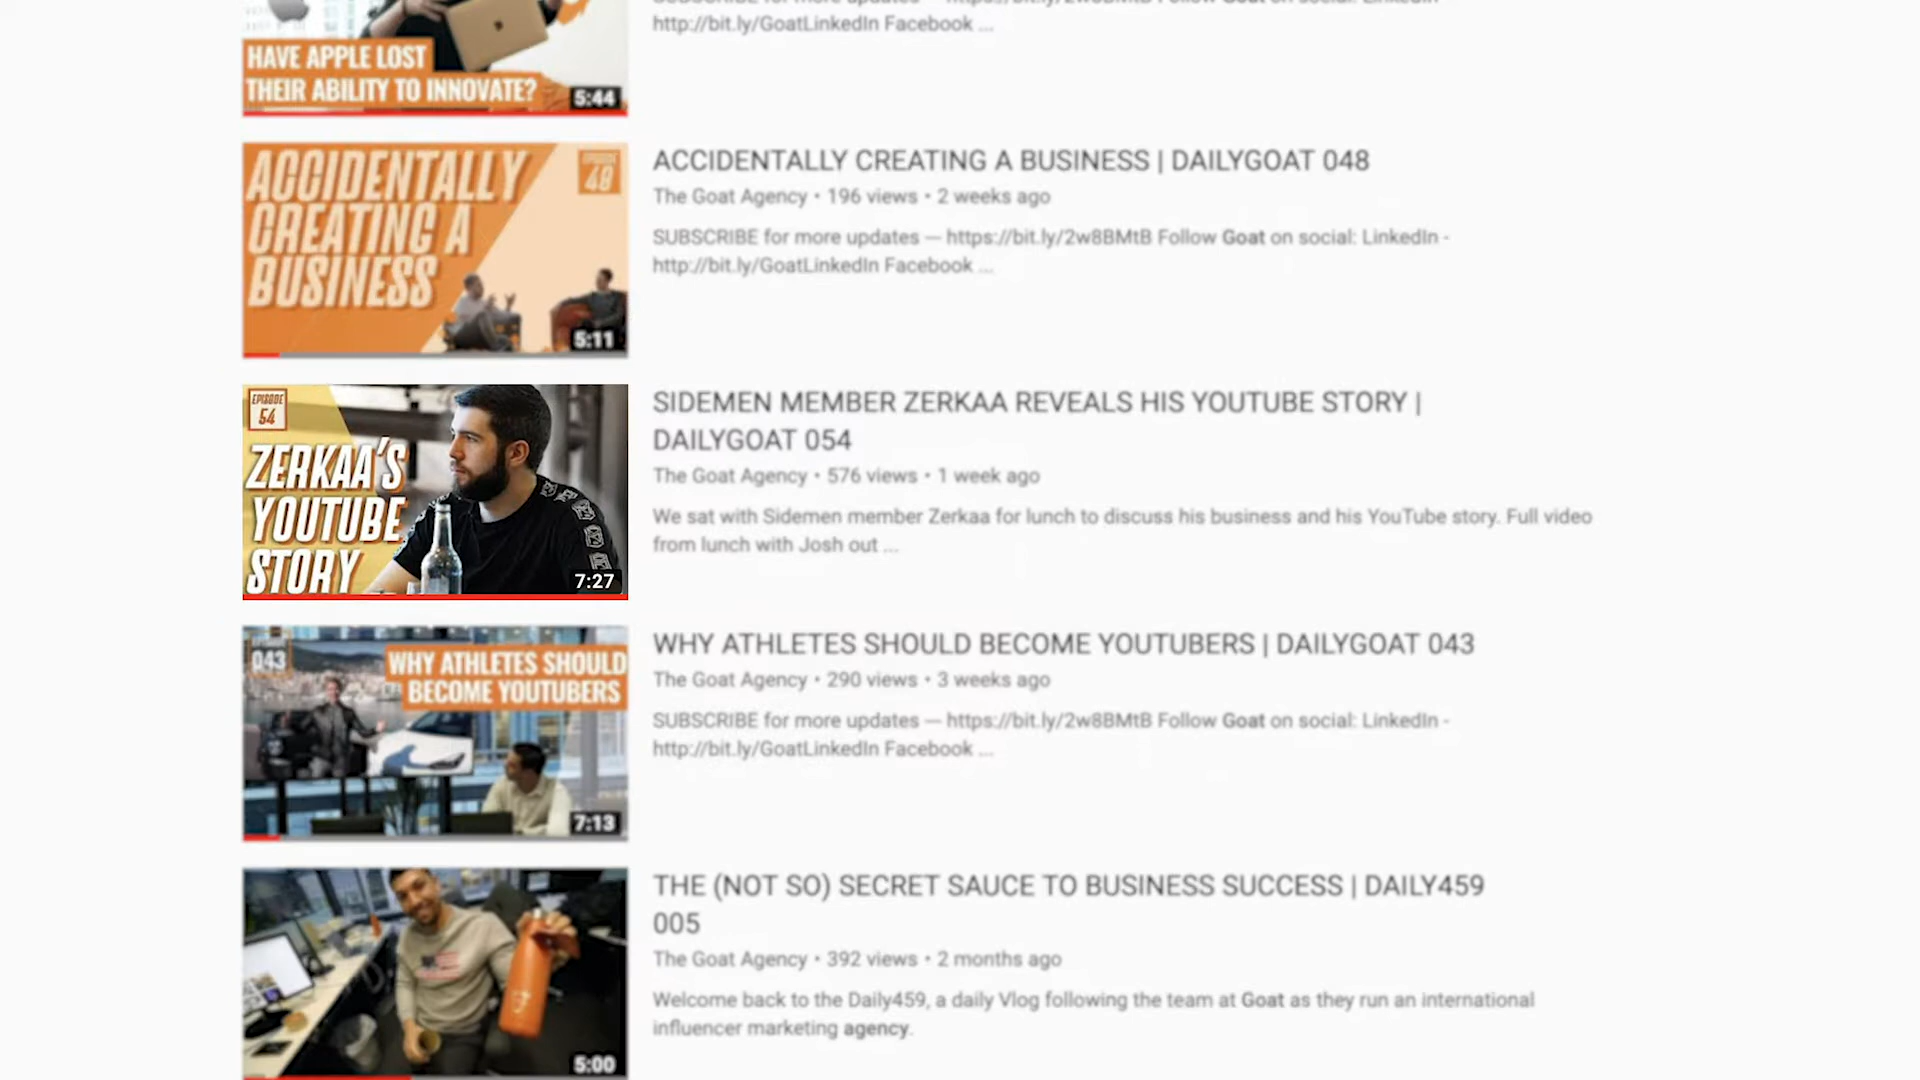 http://bit.ly/GoatLinkedIn Facebook ...
HAVE APPLE LOST
THEIR ABILITY TO INNOVATE?
5:44
ACCIDENTALLY
CREATING A
BUSINESS
EPISODE
48
5:11
ACCIDENTALLY CREATING A BUSINESS | DAILYGOAT 048
The Goat Agency • 196 views • 2 weeks ago
SUBSCRIBE for more updates — https://bit.ly/2w8BMtB Follow Goat on social: LinkedIn -
http://bit.ly/GoatLinkedIn Facebook ...
EPISODE
54
ZERKAA'S
YOUTUBE
STORY
7:27
SIDEMEN MEMBER ZERKAA REVEALS HIS YOUTUBE STORY |
DAILYGOAT 054
The Goat Agency • 576 views • 1 week ago
We sat with Sidemen member Zerkaa for lunch to discuss his business and his YouTube story. Full video
from lunch with Josh out ...
043
WHY ATHLETES SHOULD
BECOME YOUTUBERS
7:13
WHY ATHLETES SHOULD BECOME YOUTUBERS | DAILYGOAT 043
The Goat Agency • 290 views • 3 weeks ago
SUBSCRIBE for more updates — https://bit.ly/2w8BMtB Follow Goat on social: LinkedIn -
http://bit.ly/GoatLinkedIn Facebook ...
5:00
THE (NOT SO) SECRET SAUCE TO BUSINESS SUCCESS | DAILY459
005
The Goat Agency • 392 views • 2 months ago
Welcome back to the Daily459, a daily Vlog following the team at Goat as they run an international
influencer marketing agency.